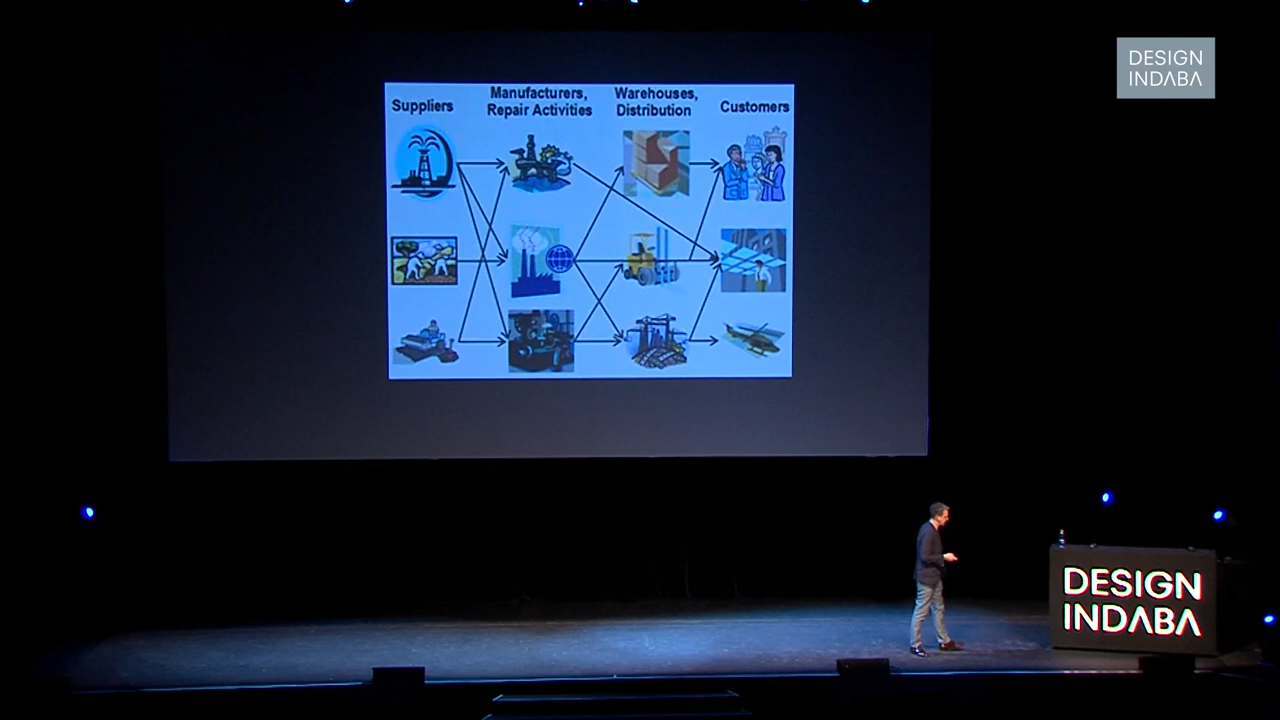 DESIGN
INDABA
Suppliers
Manufacturers,
Repair Activities
Warehouses,
Distribution
Customers
DESIGN
INDABA